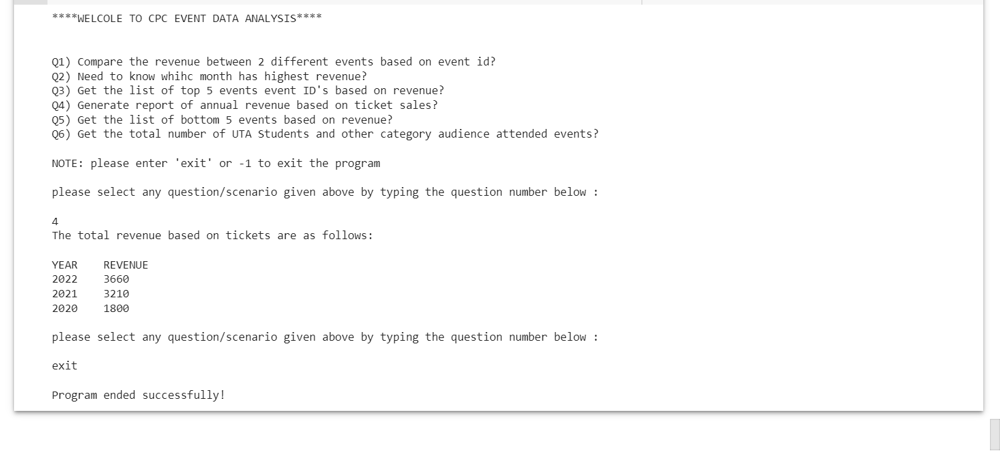 ****WELCOLE TO CPC EVENT DATA ANALYSIS****
Q1) Compare the revenue between 2 different events based on event id?
Q2) Need to know whihc month has highest revenue?
Q3) Get the list of top 5 events event ID's based on revenue?
Q4) Generate report of annual revenue based on ticket sales?
Q5) Get the list of bottom 5 events based on revenue?
Q6) Get the total number of UTA Students and other category audience attended events?
NOTE: please enter 'exit' or -1 to exit the program
please select any question/scenario given above by typing the question number below :
4
The total revenue based on tickets are as follows:
YEAR    REVENUE
2022    3660
2021    3210
2020    1800
please select any question/scenario given above by typing the question number below :
exit
Program ended successfully!